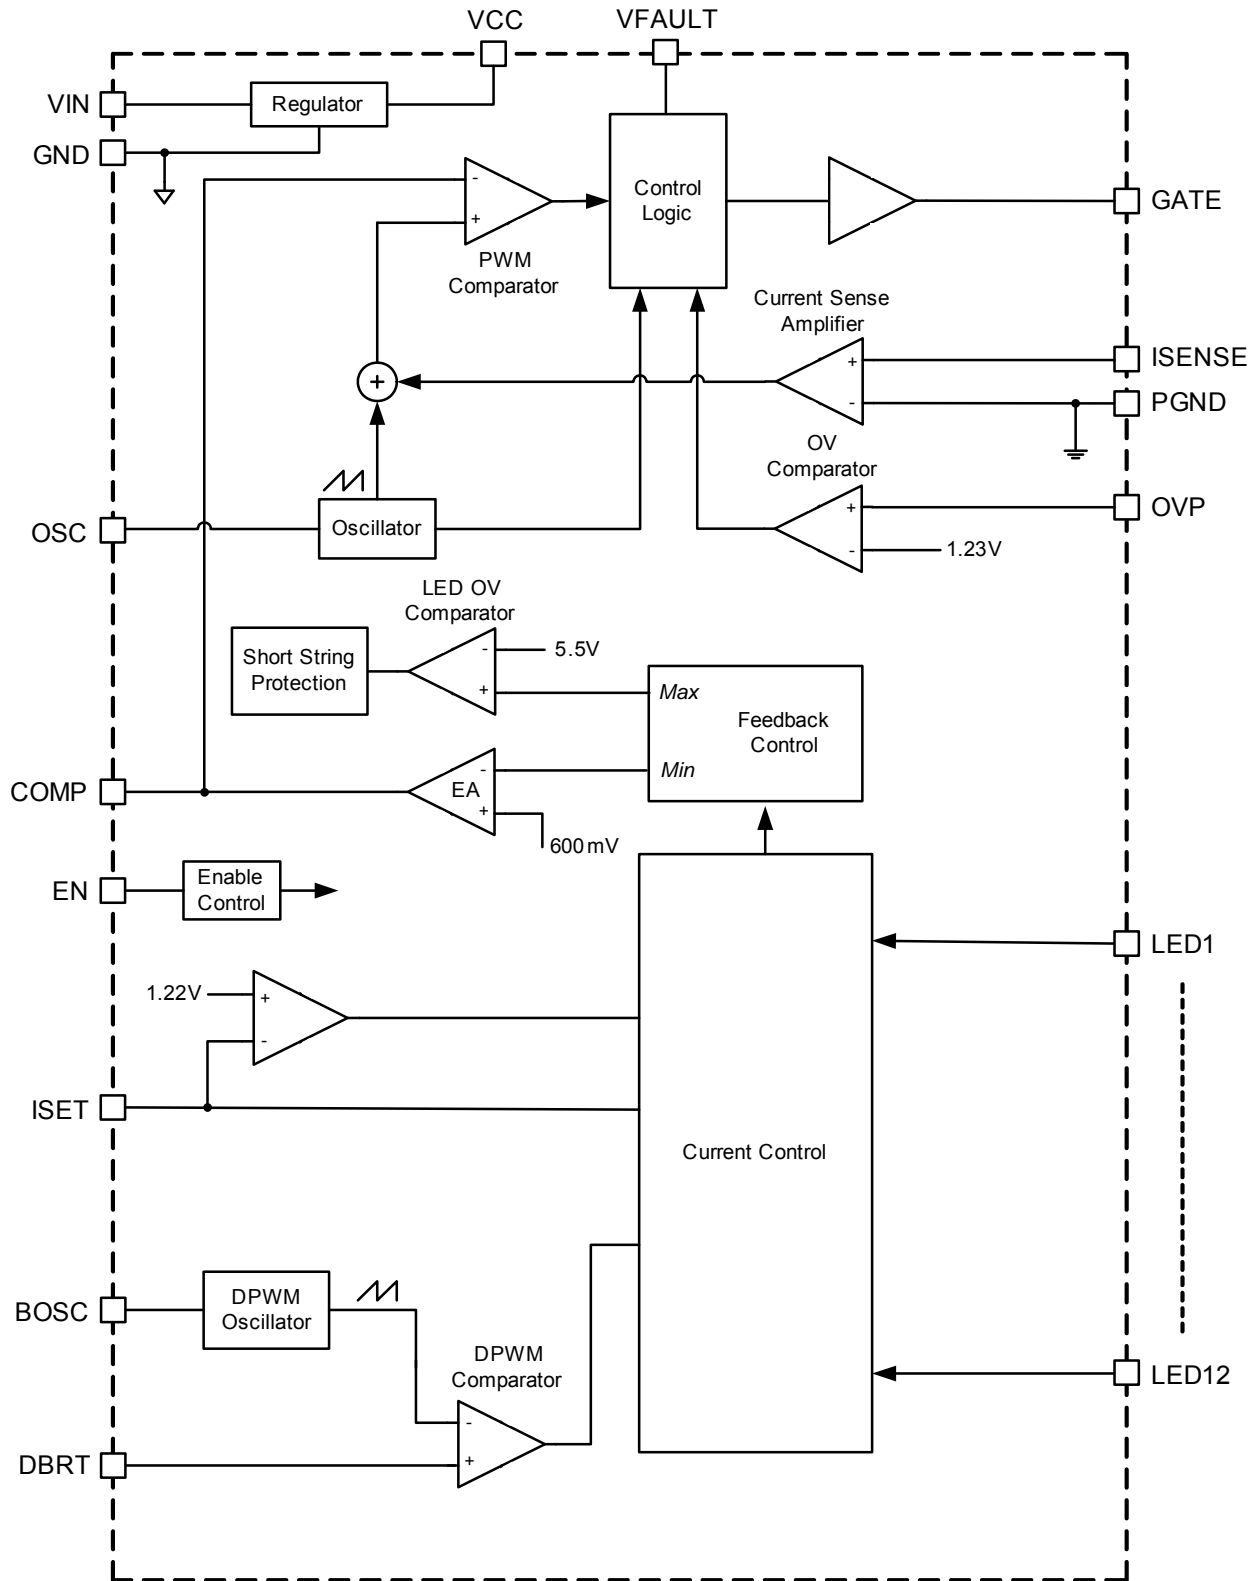 VCC
VFAULT
VIN
Regulator
GND
-
+
PWM
Comparator
Control
Logic
GATE
Current Sense
Amplifier
+
-
ISENSE
PGND
+
OV
Comparator
+
-
OVP
1.23V
OSC
Oscillator
LED OV
Comparator
Short String
Protection
-
+
5.5V
Max
Min
Feedback
Control
COMP
EA
-
+
600mV
EN
Enable
Control
LED1
1.22V
+
-
ISET
Current Control
BOSC
DPWM
Oscillator
DPWM
Comparator
-
+
LED12
DBRT